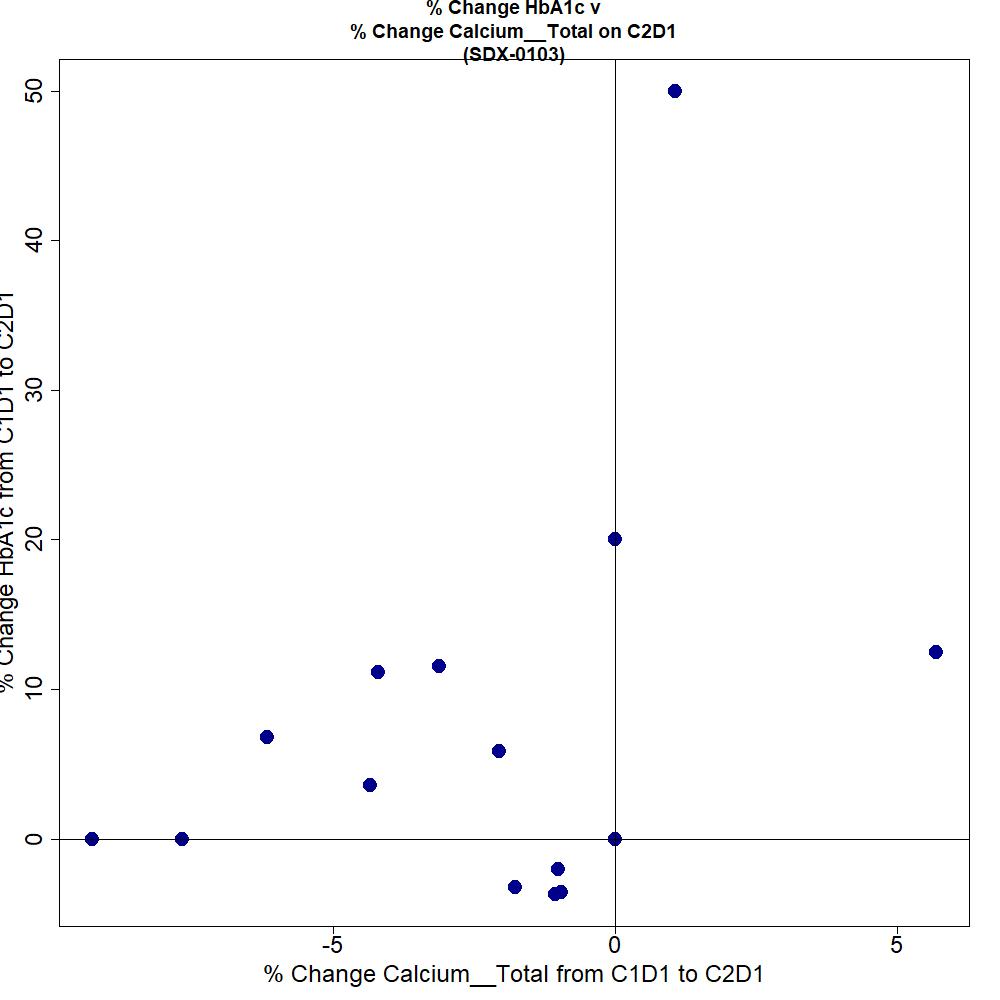 % Change HbA1c v
% Change Calcium__Total on C2D1
(SDX-0103)
% Change HbA1c from C1D1 to C2D1
50
40
30
20
10
0
-5
0
5
% Change Calcium__Total from C1D1 to C2D1